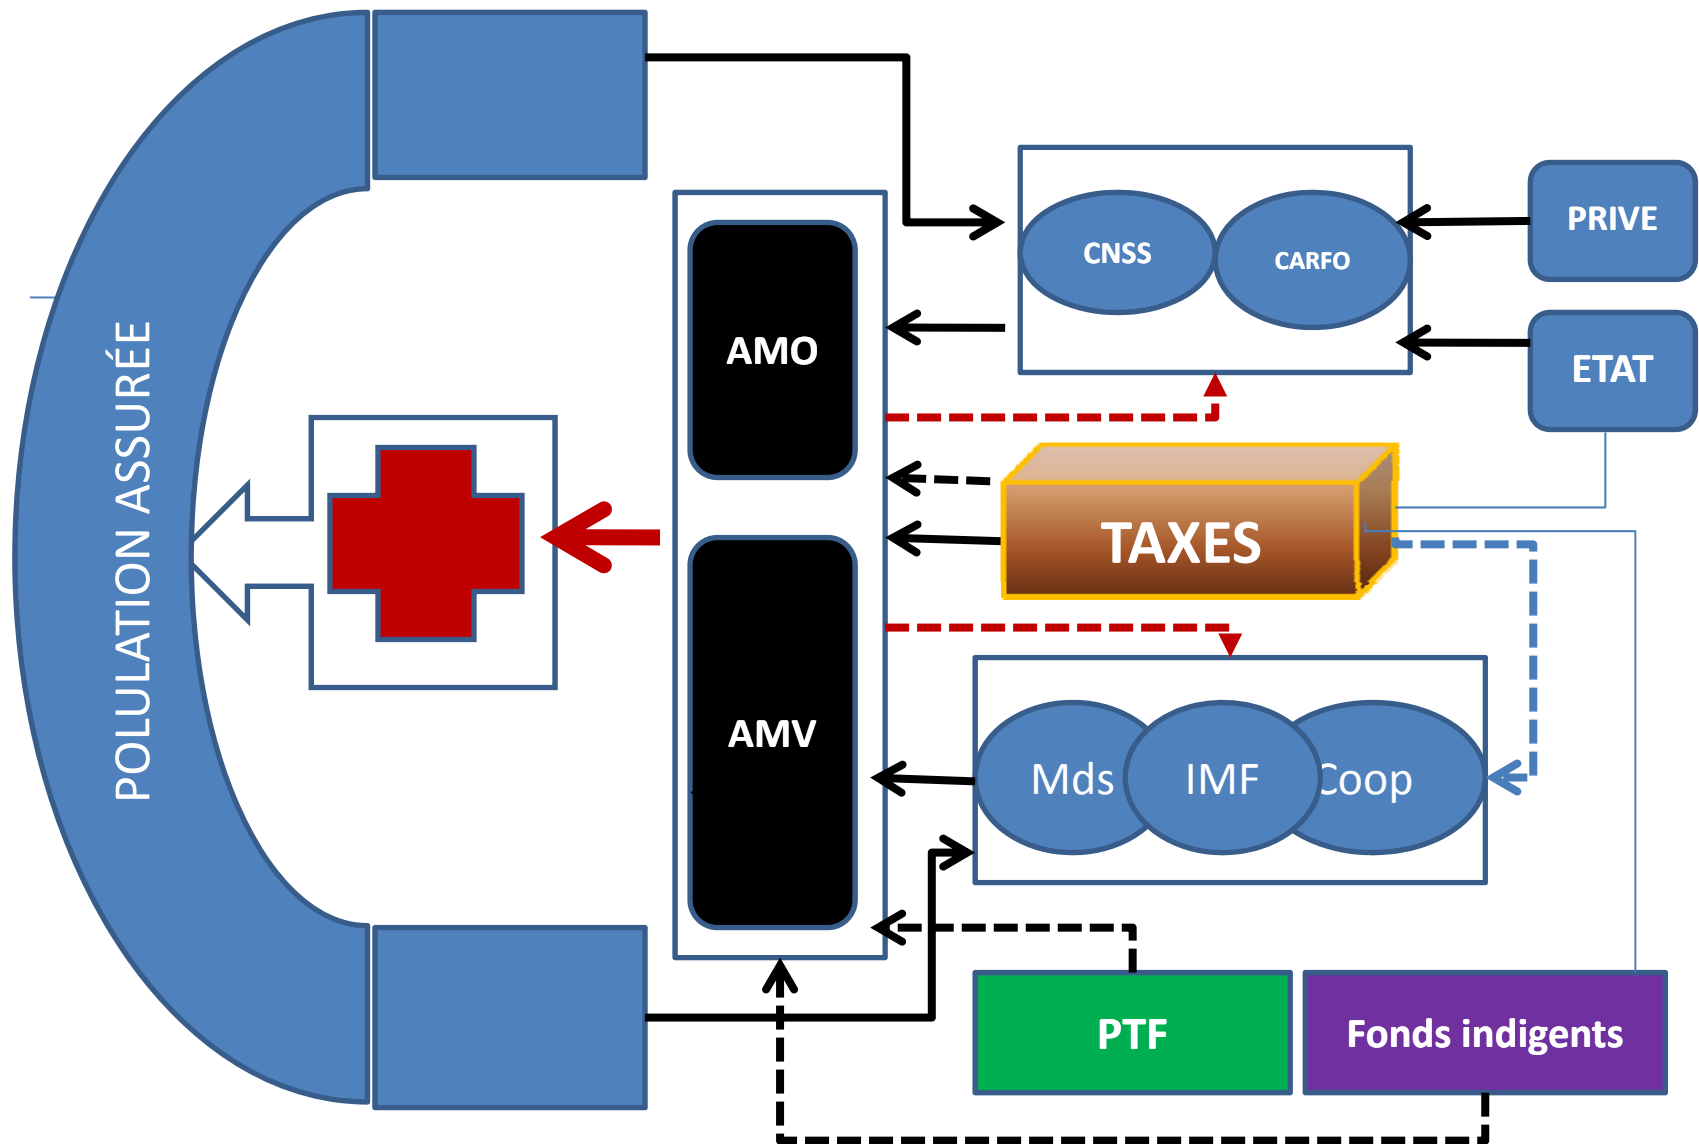 POLULATION ASSURÉE
AMO
AMV
CNSS
CARFO
PRIVE
ETAT
TAXES
Mds
IMF
Coop
PTF
Fonds indigents